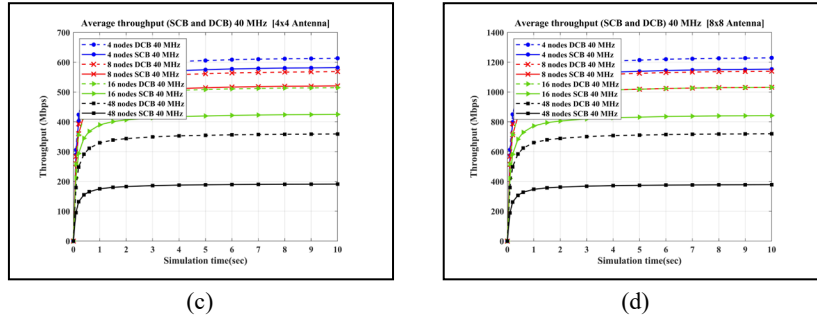 Average throughput (SCB and DCB) 40 MHz [4x4 Antenna]
700
600
500
400
300
200
100
0
Throughput (Mbps)
4 nodes DCB 40 MHz
4 nodes SCB 40 MHz
8 nodes DCB 40 MHz
8 nodes SCB 40 MHz
16 nodes DCB 40 MHz
16 nodes SCB 40 MHz
48 nodes DCB 40 MHz
48 nodes SCB 40 MHz
0 1 2 3 4 5 6 7 8 9 10
Simulation time(sec)
(c)
Average throughput (SCB and DCB) 40 MHz [8x8 Antenna]
1400
1200
1000
800
600
400
200
0
Throughput (Mbps)
4 nodes DCB 40 MHz
4 nodes SCB 40 MHz
8 nodes DCB 40 MHz
8 nodes SCB 40 MHz
16 nodes DCB 40 MHz
16 nodes SCB 40 MHz
48 nodes DCB 40 MHz
48 nodes SCB 40 MHz
0 1 2 3 4 5 6 7 8 9 10
Simulation time(sec)
(d)